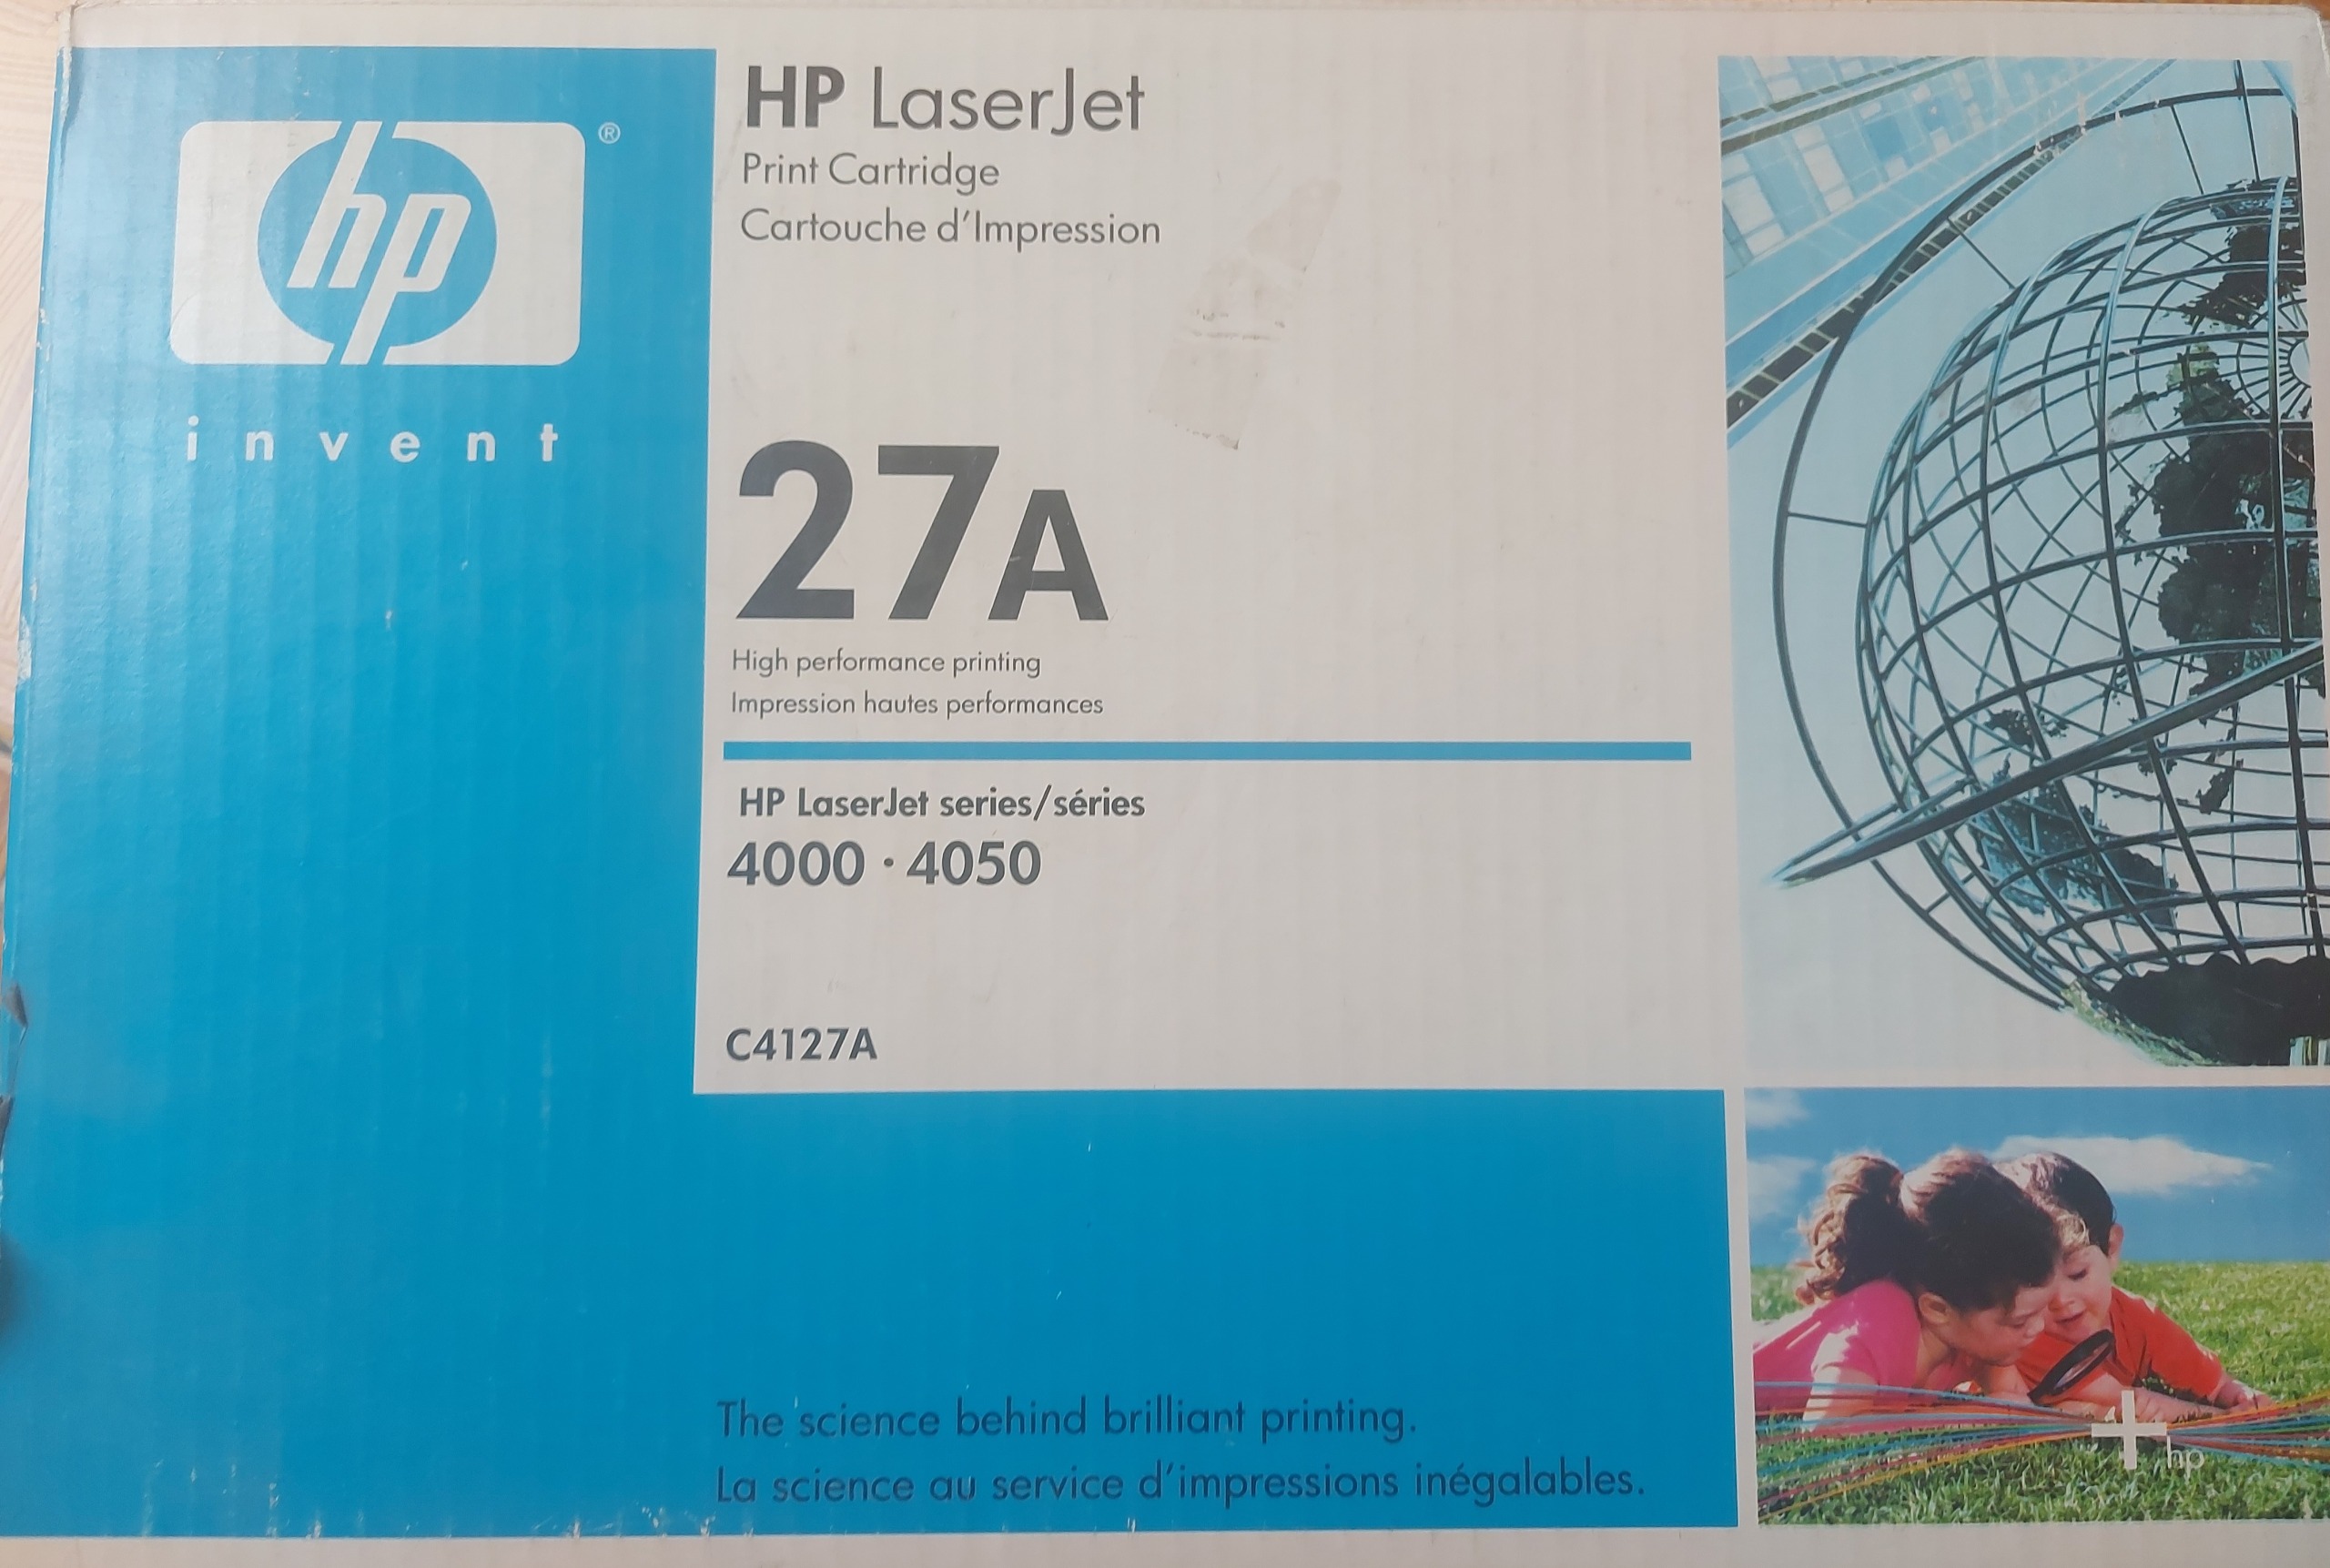 hp ®
invent
HP LaserJet
Print Cartridge
Cartouche d'Impression
27A
High performance printing
Impression hautes performances
HP LaserJet series/séries
4000 · 4050
C4127A
The science behind brilliant printing.
La science au service d'impressions inégalables.
+hp